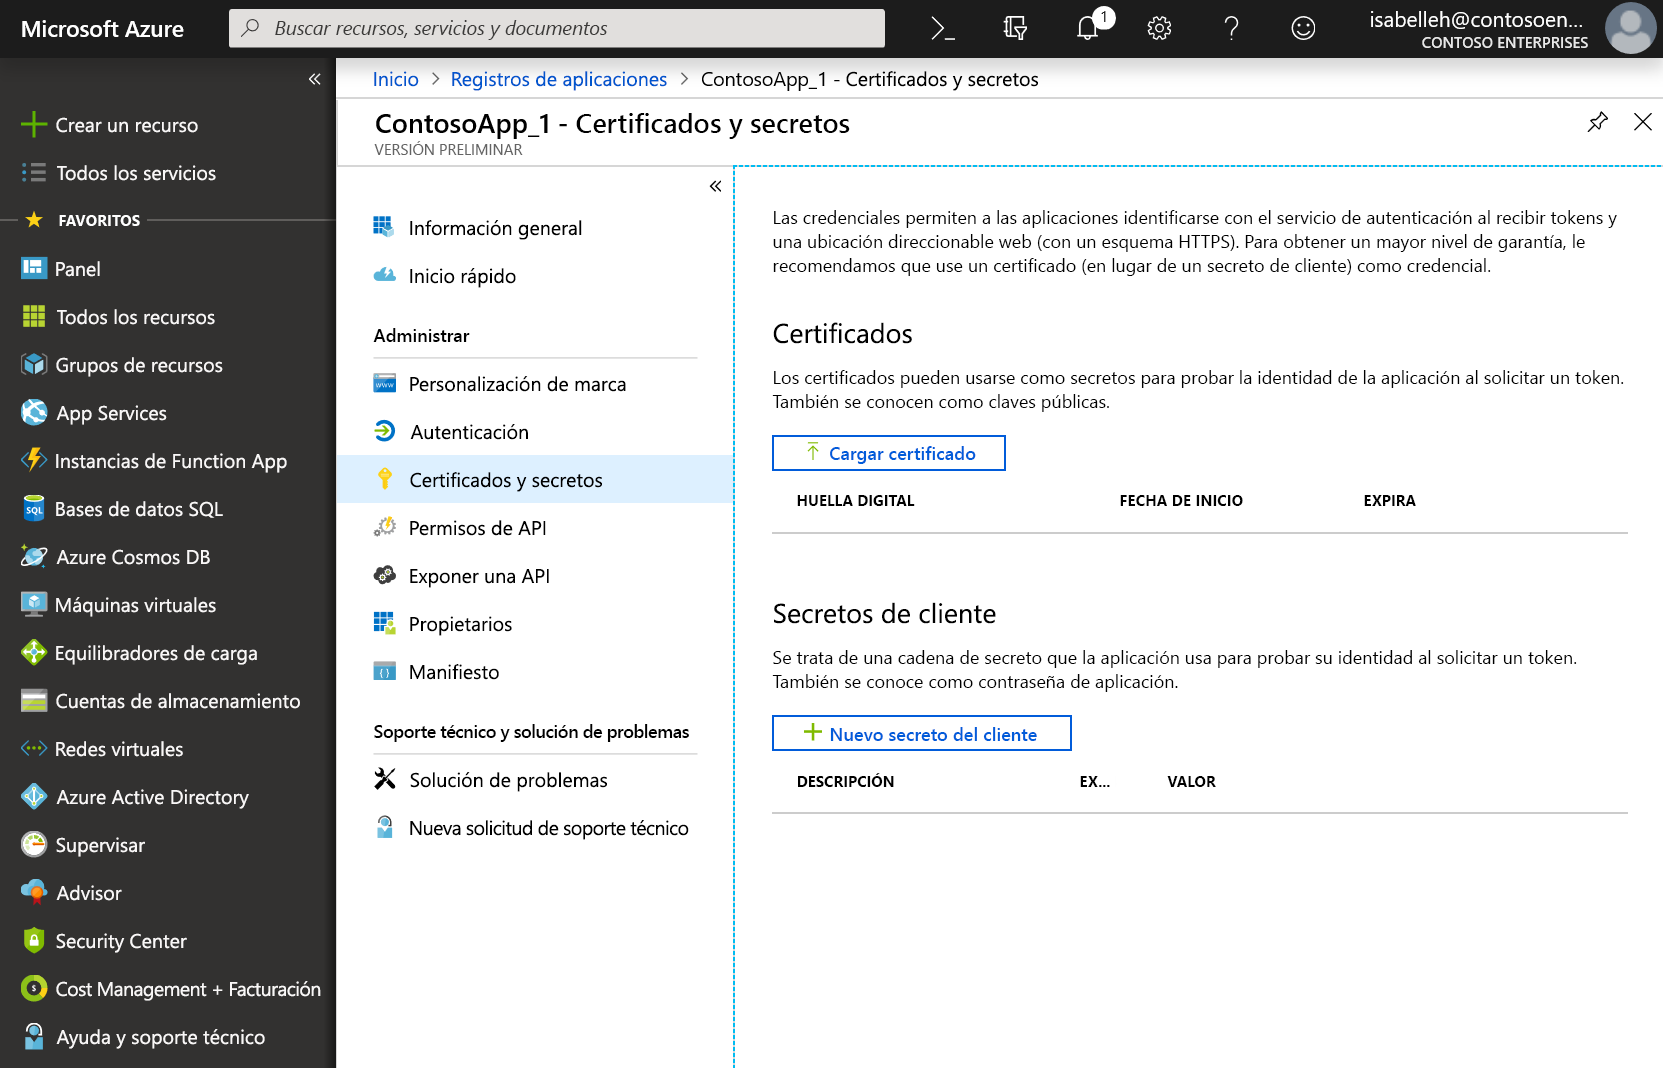 Microsoft Azure
Buscar recursos, servicios y documentos
1
isabelleh@contosoen...
CONTOSO ENTERPRISES
Crear un recurso
Todos los servicios
FAVORITOS
Panel
Todos los recursos
Grupos de recursos
App Services
Instancias de Function App
SQL
Bases de datos SQL
Azure Cosmos DB
Máquinas virtuales
Equilibradores de carga
Cuentas de almacenamiento
Redes virtuales
Azure Active Directory
Supervisar
Advisor
Security Center
Cost Management + Facturación
Ayuda y soporte técnico
Inicio > Registros de aplicaciones > ContosoApp_1 - Certificados y secretos
ContosoApp_1 - Certificados y secretos
VERSIÓN PRELIMINAR
Información general
Inicio rápido
Administrar
www
Personalización de marca
Autenticación
Certificados y secretos
Permisos de API
Exponer una API
Propietarios
Manifiesto
Soporte técnico y solución de problemas
Solución de problemas
Nueva solicitud de soporte técnico
Las credenciales permiten a las aplicaciones identificarse con el servicio de autenticación al recibir tokens y
una ubicación direccionable web (con un esquema HTTPS). Para obtener un mayor nivel de garantía, le
recomendamos que use un certificado (en lugar de un secreto de cliente) como credencial.
Certificados
Los certificados pueden usarse como secretos para probar la identidad de la aplicación al solicitar un token.
También se conocen como claves públicas.
Cargar certificado
HUELLA DIGITAL FECHA DE INICIO EXPIRA
Secretos de cliente
Se trata de una cadena de secreto que la aplicación usa para probar su identidad al solicitar un token.
También se conoce como contraseña de aplicación.
Nuevo secreto del cliente
DESCRIPCIÓN EX... VALOR